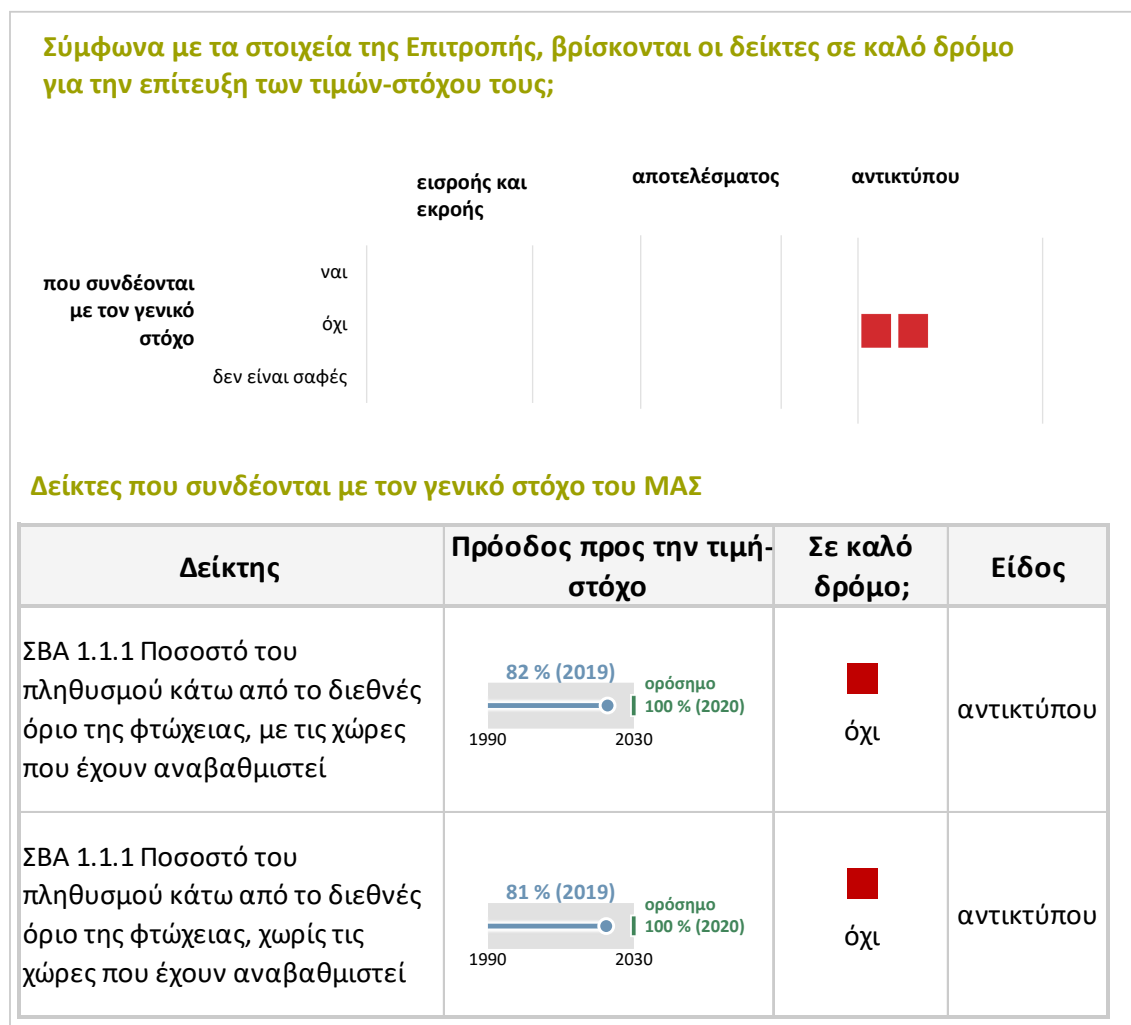 Σύμφωνα με τα στοιχεία της Επιτροπής, βρίσκονται οι δείκτες σε καλό δρόμο
για την επίτευξη των τιμών-στόχου τους;
εισροής και
εκροής
αποτελέσματος
αντικτύπου
που συνδέονται
με τον γενικό
στόχο
ναι
όχι
δεν είναι σαφές
Δείκτες που συνδέονται με τον γενικό στόχο του ΜΑΣ
Δείκτης
Πρόοδος προς την τιμή-
στόχο
Σε καλό
δρόμο;
Είδος
ΣΒΑ 1.1.1 Ποσοστό του
πληθυσμού κάτω από το διεθνές
όριο της φτώχειας, με τις χώρες
που έχουν αναβαθμιστεί
82 % (2019)
ορόσημο
100 % (2020)
1990
2030
όχι
αντικτύπου
ΣΒΑ 1.1.1 Ποσοστό του
πληθυσμού κάτω από το διεθνές
όριο της φτώχειας, χωρίς τις
χώρες που έχουν αναβαθμιστεί
81 % (2019)
ορόσημο
100 % (2020)
1990
2030
όχι
αντικτύπου